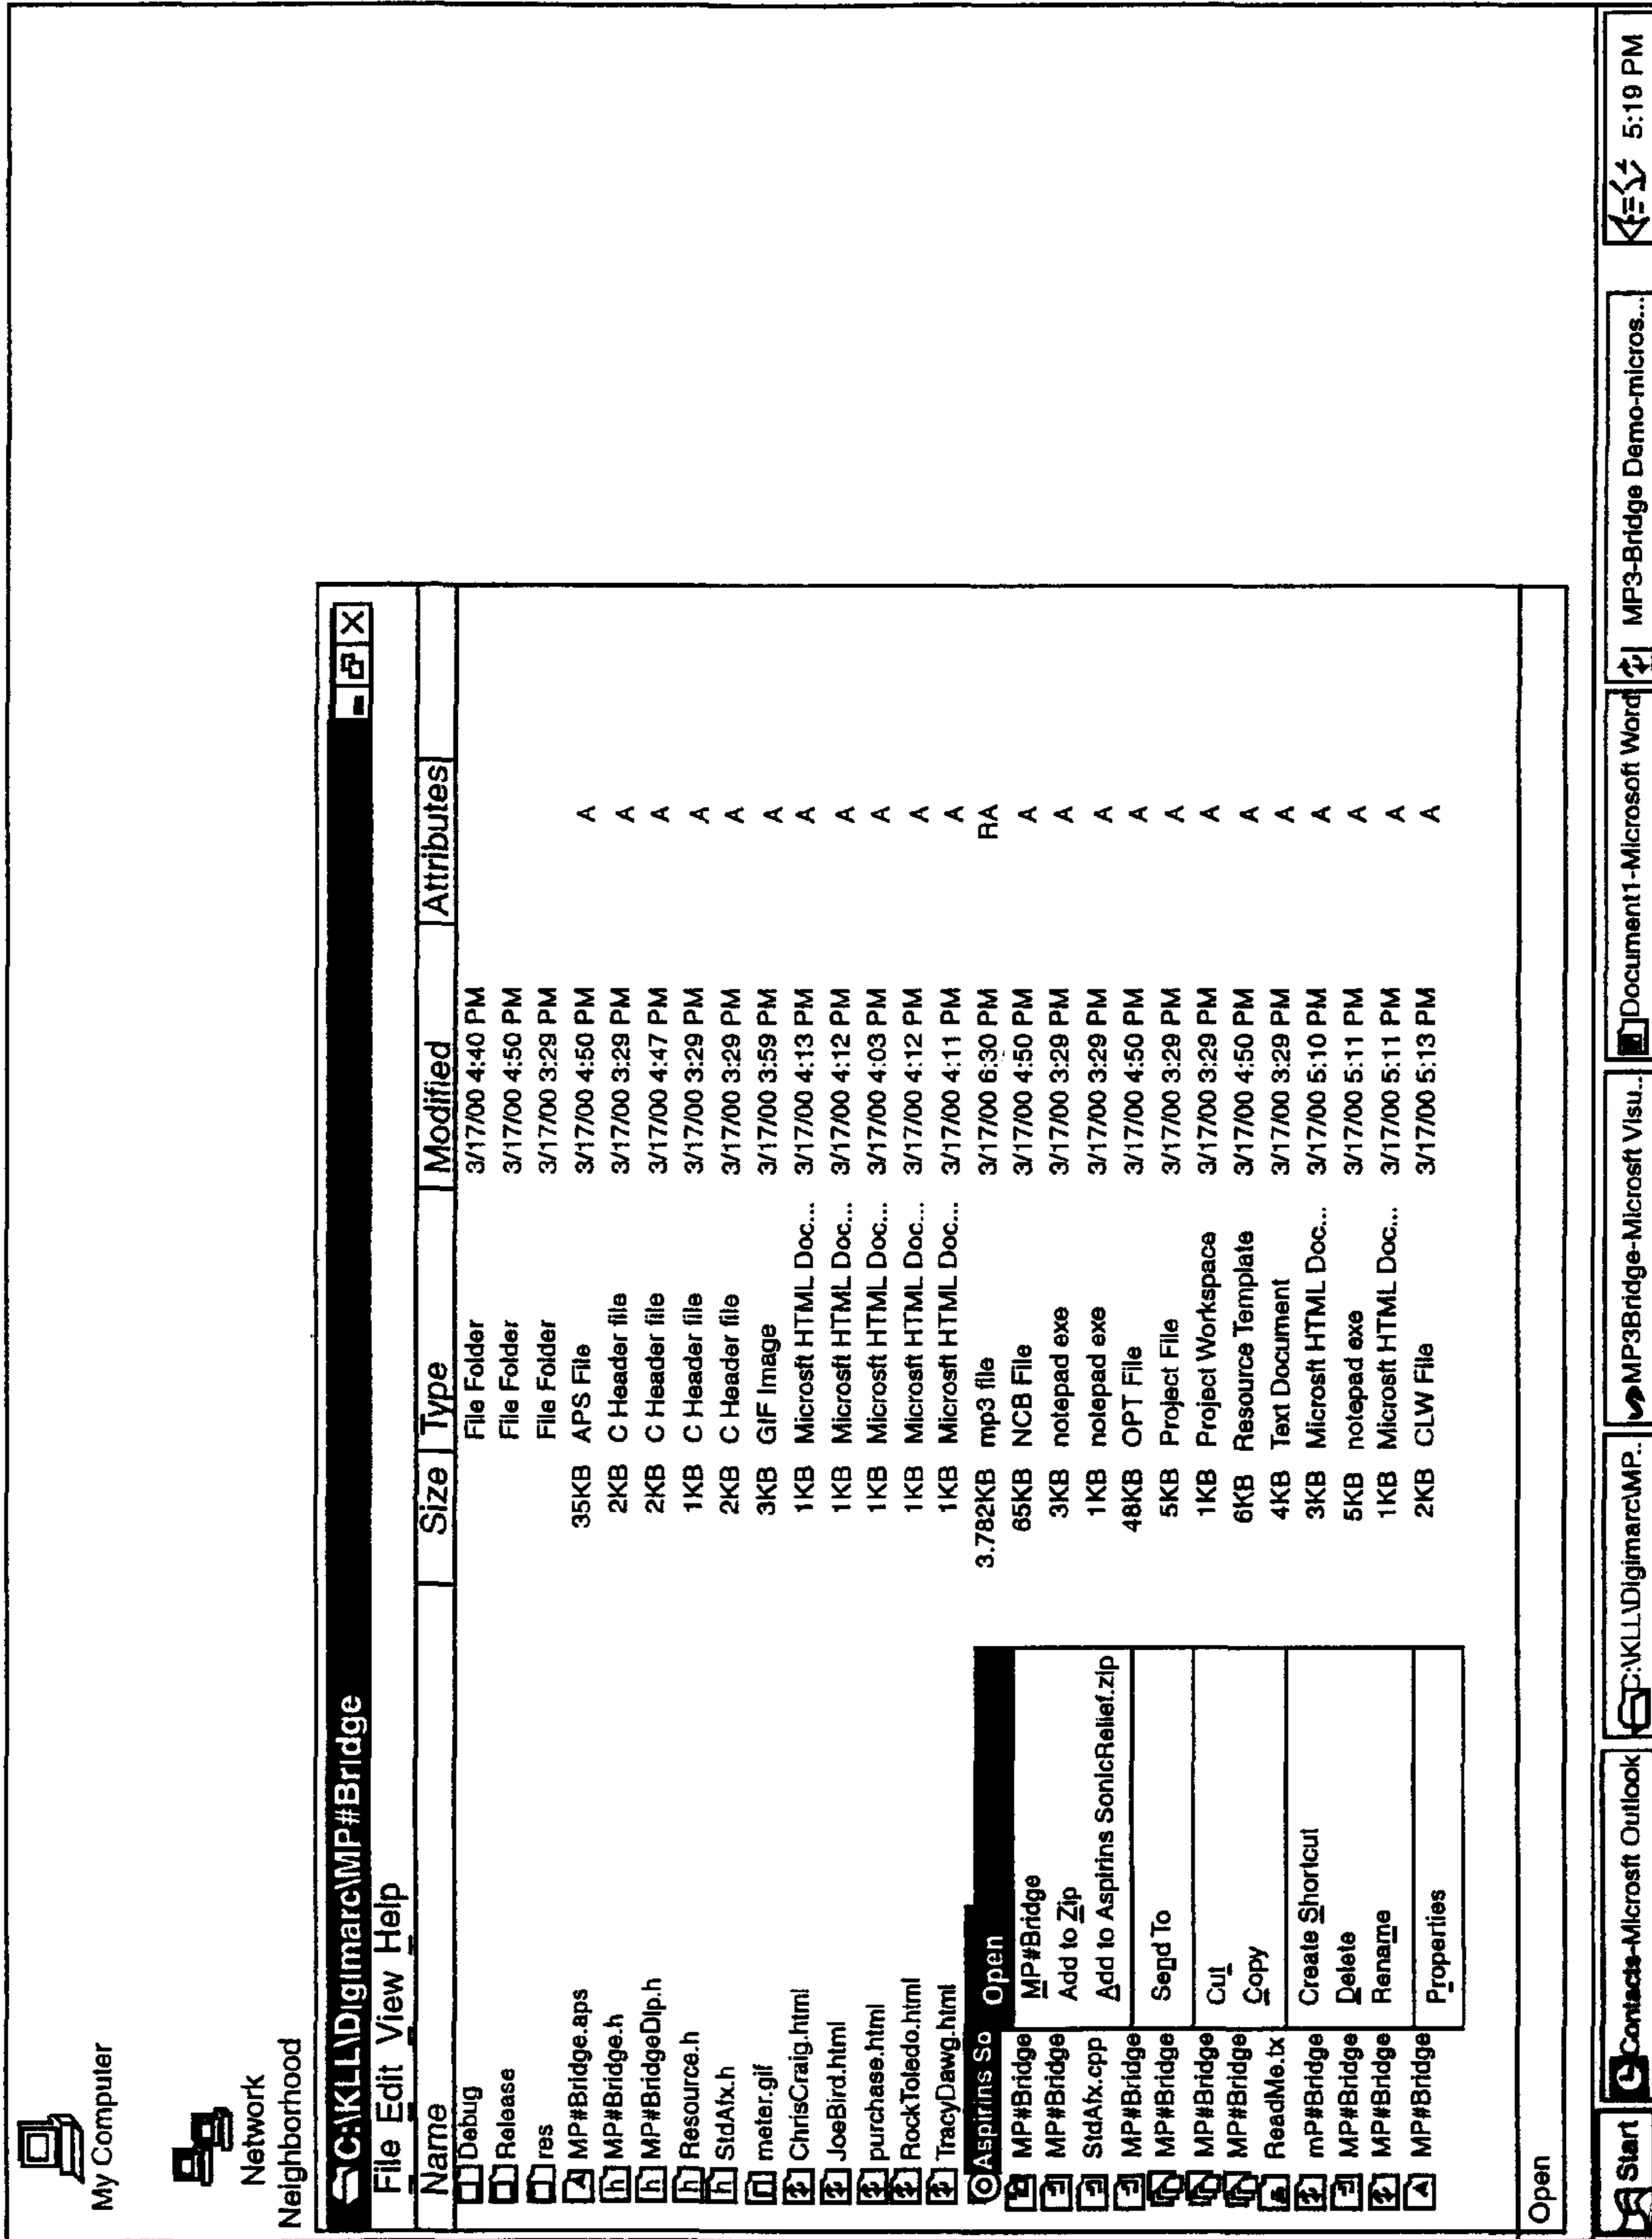 My Computer
Network
Neighborhood
C:\KLL\Digimarc\MP#Bridge
File Edit View Help
Name Size Type Modified Attributes
Debug File Folder 3/17/00 4:40 PM
Release File Folder 3/17/00 4:50 PM
res File Folder 3/17/00 3:29 PM
MP#Bridge.aps 35KB APS File 3/17/00 4:50 PM A
MP#Bridge.h 2KB C Header file 3/17/00 3:29 PM A
MP#BridgeDlp.h 2KB C Header file 3/17/00 4:47 PM A
Resource.h 1KB C Header file 3/17/00 3:29 PM A
StdAfx.h 2KB C Header file 3/17/00 3:29 PM A
meter.gif 3KB GIF Image 3/17/00 3:59 PM A
ChrisCraig.html 1KB Microsft HTML Doc... 3/17/00 4:13 PM A
JoeBird.html 1KB Microsft HTML Doc... 3/17/00 4:12 PM A
purchase.html 1KB Microsft HTML Doc... 3/17/00 4:03 PM A
RockToledo.html 1KB Microsft HTML Doc... 3/17/00 4:12 PM A
TracyDawg.html 1KB Microsft HTML Doc... 3/17/00 4:11 PM A
Aspirins So Open 3.782KB mp3 file 3/17/00 6:30 PM RA
MP#Bridge MP#Bridge 65KB NCB File 3/17/00 4:50 PM A
MP#Bridge Add to Zip 3KB notepad exe 3/17/00 3:29 PM A
StdAfx.cpp Add to Aspirins SonicRelief.zip 1KB notepad exe 3/17/00 3:29 PM A
MP#Bridge 48KB OPT File 3/17/00 4:50 PM A
MP#Bridge Send To 5KB Project File 3/17/00 3:29 PM A
MP#Bridge Cut 1KB Project Workspace 3/17/00 3:29 PM A
MP#Bridge Copy 6KB Resource Template 3/17/00 4:50 PM A
ReadMe.tx 4KB Text Document 3/17/00 3:29 PM A
mP#Bridge Create Shortcut 3KB Microsft HTML Doc... 3/17/00 5:10 PM A
MP#Bridge Delete 5KB notepad exe 3/17/00 5:11 PM A
MP#Bridge Rename 1KB Microsft HTML Doc... 3/17/00 5:11 PM A
MP#Bridge Properties 2KB CLW File 3/17/00 5:13 PM A
Open
Start Contacts-Microsft Outlook C:\KLL\Digimarc\MP.. MP3Bridge-Microsft Visu.. Document1-Microsoft Word MP3-Bridge Demo-micros... 5:19 PM